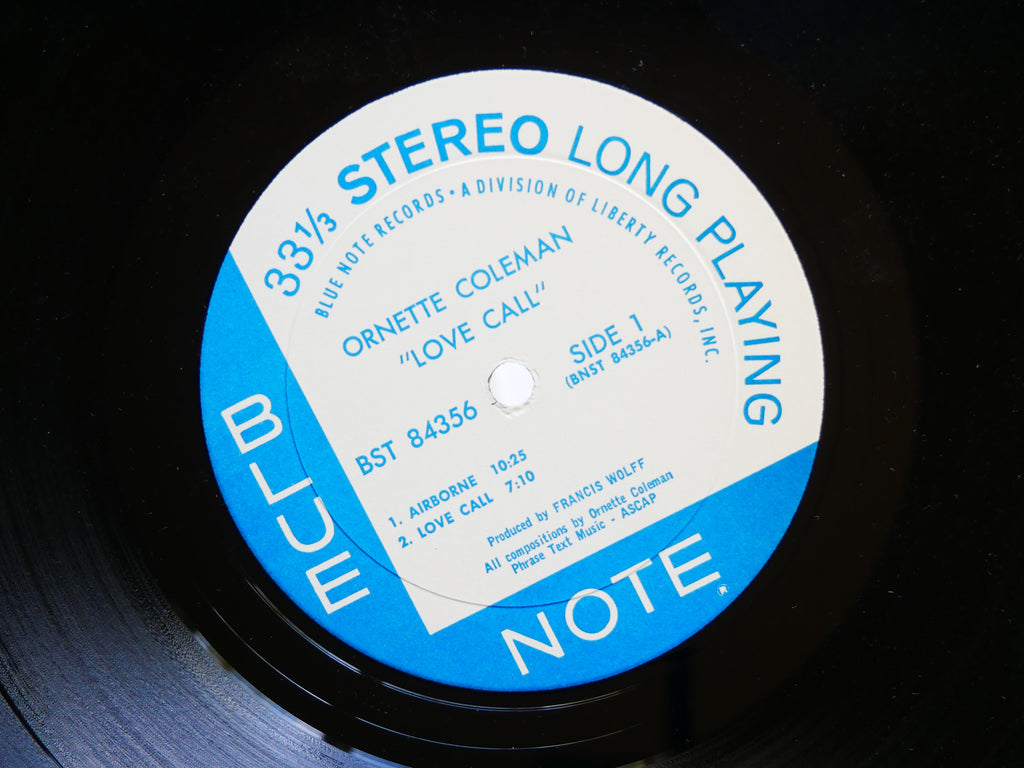 33⅓ STEREO LONG PLAYING
BLUE NOTE RECORDS • A DIVISION OF LIBERTY RECORDS, INC.
ORNETTE COLEMAN
"LOVE CALL"
SIDE 1
(BNST 84356-A)
BST 84356
1. AIRBORNE 10:25
2. LOVE CALL 7:10
Produced by FRANCIS WOLFF
All compositions by Ornette Coleman
Phrase Text Music - ASCAP
BLUE
NOTE ®